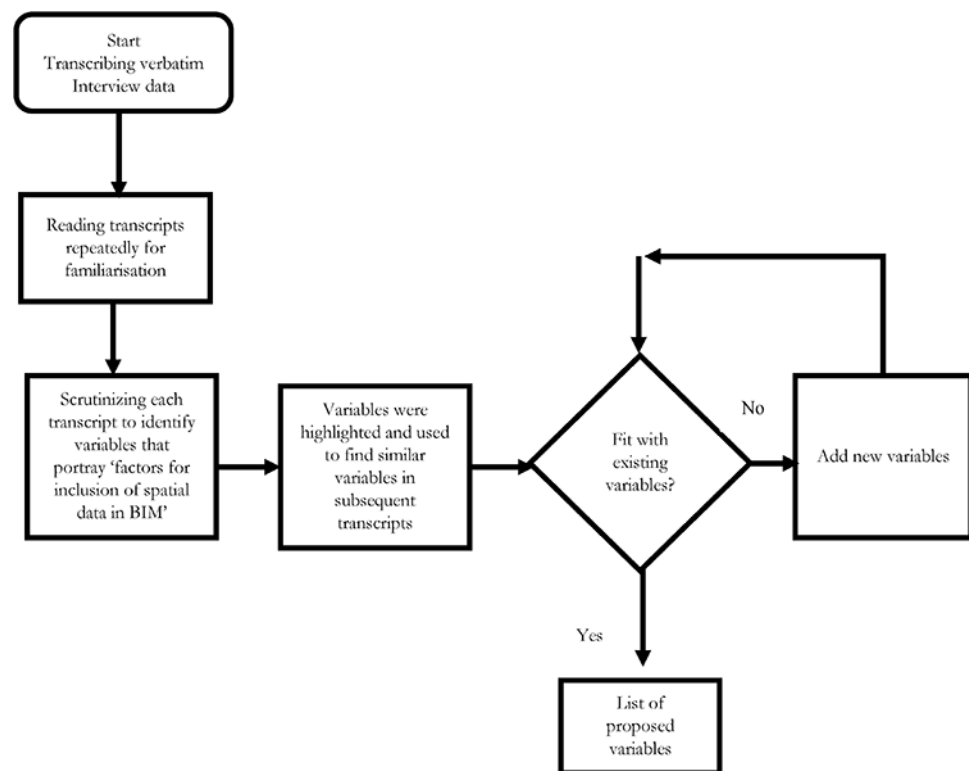 Start
Transcribing verbatim
Interview data
Reading transcripts
repeatedly for
familiarisation
Scrutinizing each
transcript to identify
variables that
portray ‘factors for
inclusion of spatial
data in BIM’
Variables were
highlighted and used
to find similar
variables in
subsequent
transcripts
Fit with
existing
variables?
No
Add new variables
Yes
List of
proposed
variables